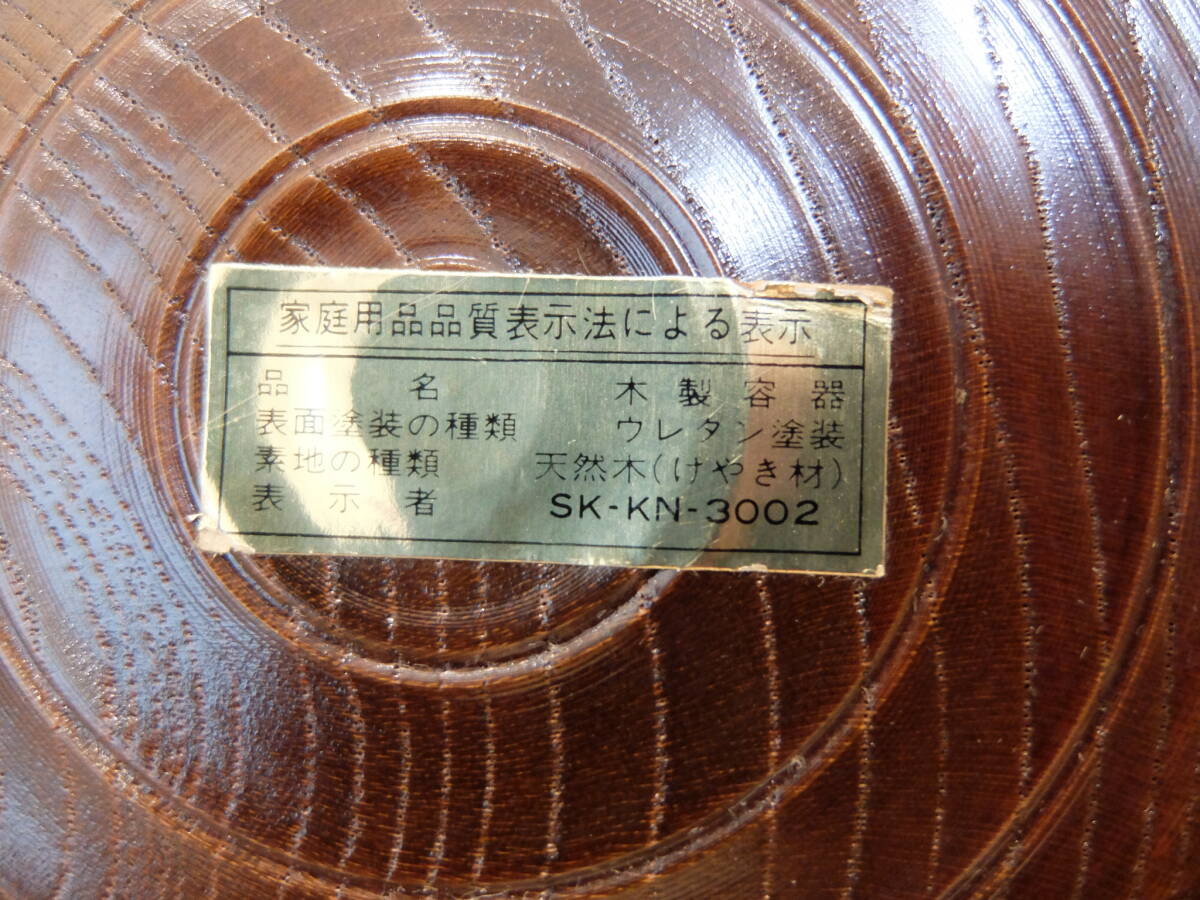 家庭用品品質表示法による表示
品名 木製容器
表面塗装の種類 ウレタン塗装
素地の種類 天然木(けやき材)
表示者 SK-KN-3002